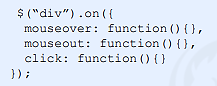 $(“div”).on({
mouseover: function(){},
mouseout: function(){},
click: function(){}
});